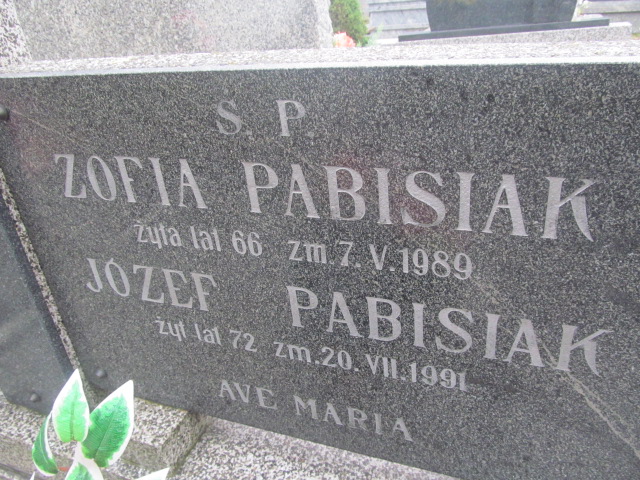 Ś. P.
ZOFIA PABISIAK
żyła lat 66 zm. 7. V. 1989
JÓZEF PABISIAK
żył lat 72 zm. 20. VII. 1991
AVE MARIA